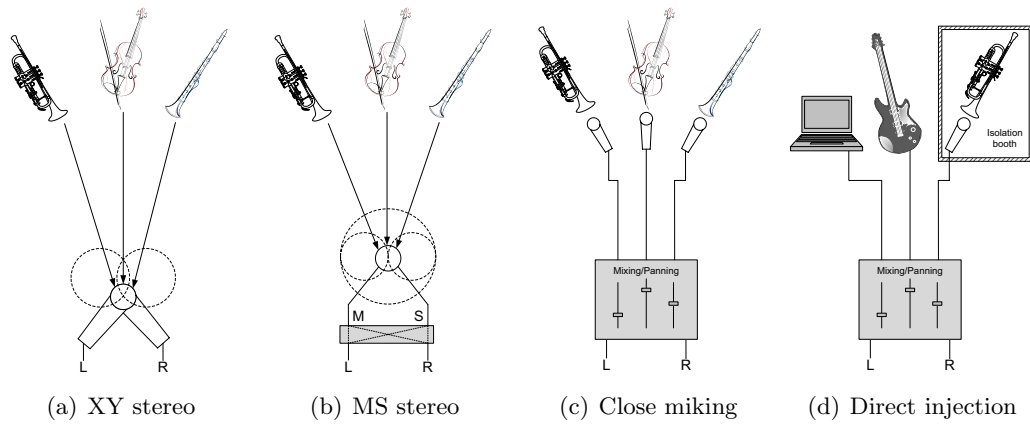 Isolation
booth
Mixing/Panning
Mixing/Panning
M S
L R
L R
L R
L R
(a) XY stereo
(b) MS stereo
(c) Close miking
(d) Direct injection